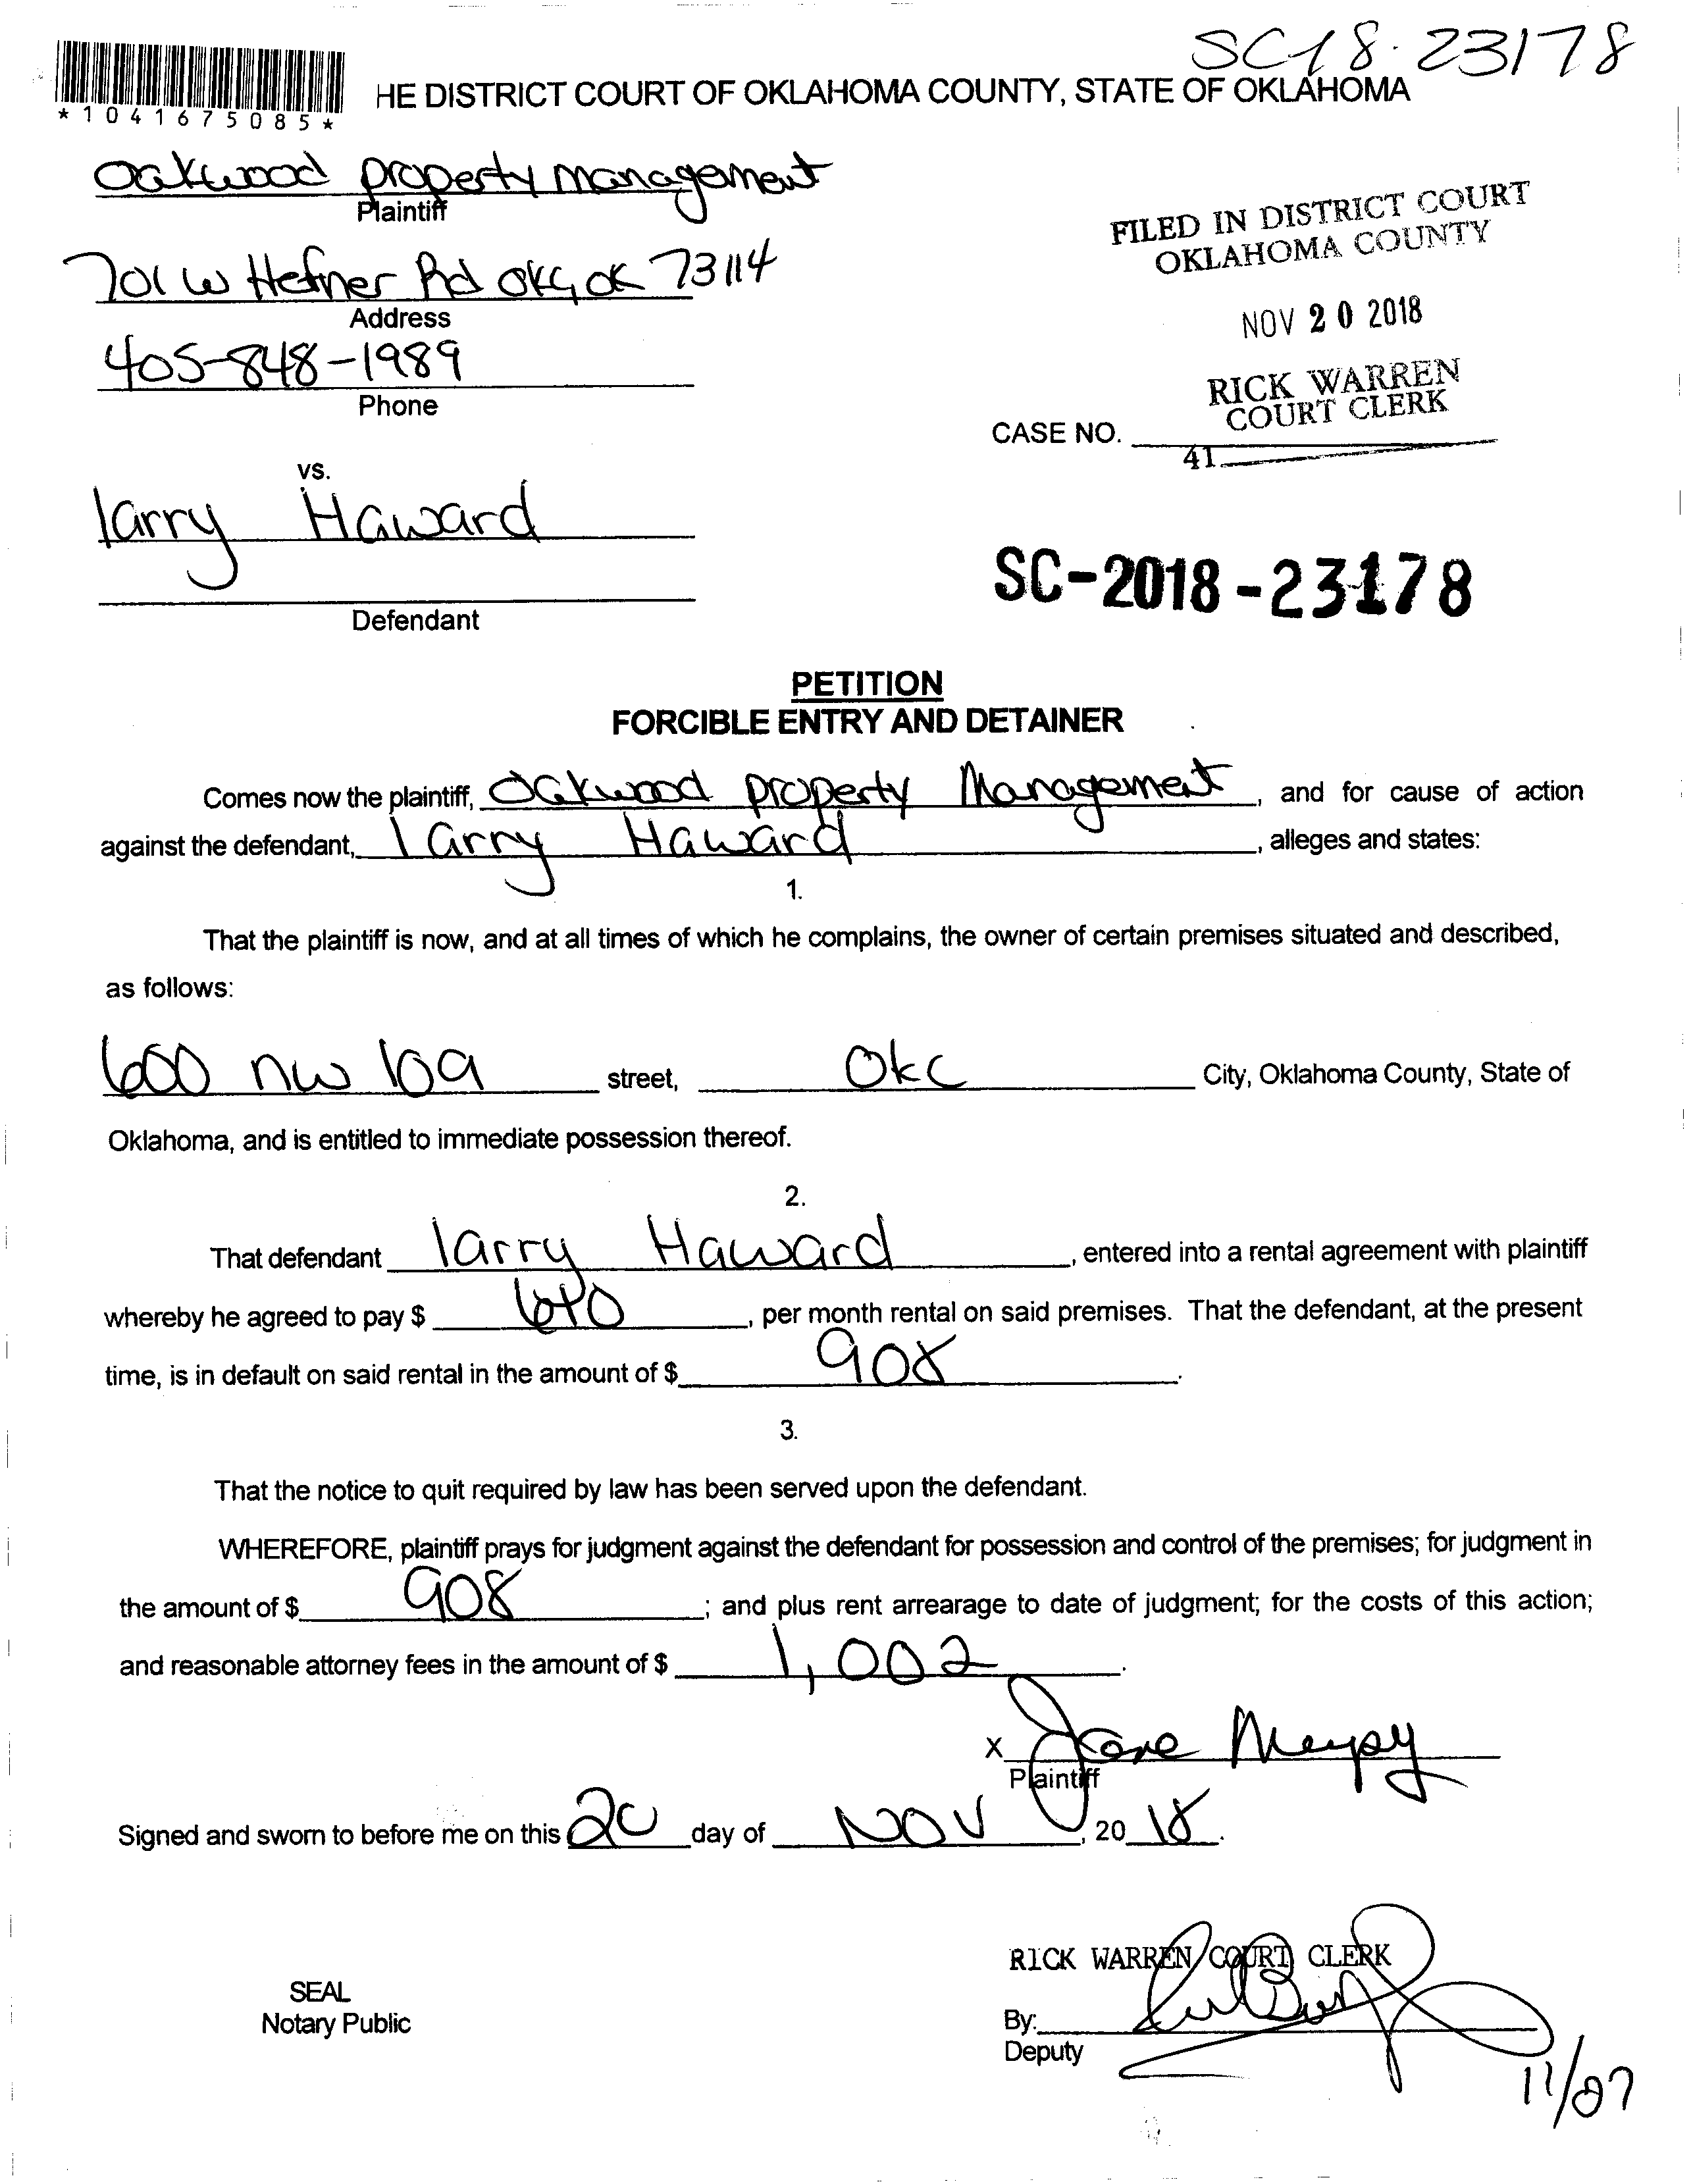 SC18-23178
*1041675085*
HE DISTRICT COURT OF OKLAHOMA COUNTY, STATE OF OKLAHOMA
Oakwood property management
Plaintiff
701 W Hefner Rd OKC, OK 73114
Address
405-848-1989
Phone
FILED IN DISTRICT COURT
OKLAHOMA COUNTY
NOV 20 2018
RICK WARREN
COURT CLERK
CASE NO.
41
vs.
larry Haward
Defendant
SC-2018-23178
PETITION
FORCIBLE ENTRY AND DETAINER
Comes now the plaintiff, Oakwood property Management, and for cause of action
against the defendant, larry Haward, alleges and states:
1.
That the plaintiff is now, and at all times of which he complains, the owner of certain premises situated and described,
as follows:
600 nw 109 street, OKC City, Oklahoma County, State of
Oklahoma, and is entitled to immediate possession thereof.
2.
That defendant larry Haward, entered into a rental agreement with plaintiff
whereby he agreed to pay $, per month rental on said premises. That the defendant, at the present
time, is in default on said rental in the amount of $ 908.
3.
That the notice to quit required by law has been served upon the defendant.
WHEREFORE, plaintiff prays for judgment against the defendant for possession and control of the premises; for judgment in
the amount of $ 908; and plus rent arrearage to date of judgment; for the costs of this action;
and reasonable attorney fees in the amount of $ 1,002.
X
Plaintiff
Signed and sworn to before me on this 20 day of NOV, 20 18.
RICK WARREN COURT CLERK
SEAL
Notary Public
By:
Deputy
11/27